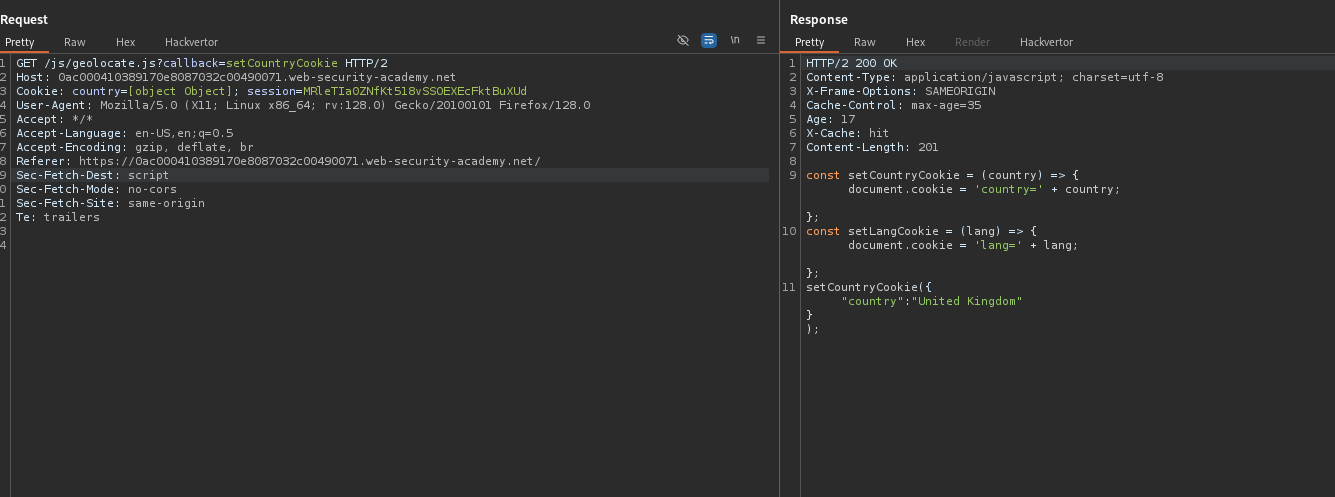 Request
Pretty Raw Hex Hackvertor \n
1 GET /js/geolocate.js?callback=setCountryCookie HTTP/2
2 Host: 0ac000410389170e8087032c00490071.web-security-academy.net
3 Cookie: country=[object Object]; session=MRleTIa0ZNfKt518vSSOEXEcFktBuXUd
4 User-Agent: Mozilla/5.0 (X11; Linux x86_64; rv:128.0) Gecko/20100101 Firefox/128.0
5 Accept: */*
6 Accept-Language: en-US,en;q=0.5
7 Accept-Encoding: gzip, deflate, br
8 Referer: https://0ac000410389170e8087032c00490071.web-security-academy.net/
9 Sec-Fetch-Dest: script
0 Sec-Fetch-Mode: no-cors
1 Sec-Fetch-Site: same-origin
2 Te: trailers
3
4
Response
Pretty Raw Hex Render Hackvertor
1 HTTP/2 200 OK
2 Content-Type: application/javascript; charset=utf-8
3 X-Frame-Options: SAMEORIGIN
4 Cache-Control: max-age=35
5 Age: 17
6 X-Cache: hit
7 Content-Length: 201
8
9 const setCountryCookie = (country) => {
document.cookie = 'country=' + country;
};
10 const setLangCookie = (lang) => {
document.cookie = 'lang=' + lang;
};
11 setCountryCookie({
"country":"United Kingdom"
}
);